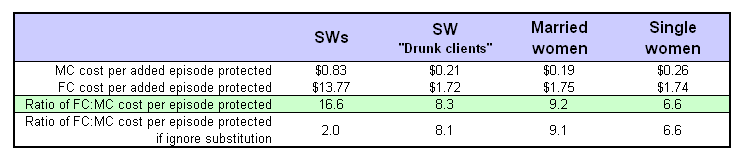 SWs SW "Drunk clients" Married women Single women
MC cost per added episode protected $0.83 $0.21 $0.19 $0.26
FC cost per added episode protected $13.77 $1.72 $1.75 $1.74
Ratio of FC:MC cost per episode protected 16.6 8.3 9.2 6.6
Ratio of FC:MC cost per episode protected if ignore substitution 2.0 8.1 9.1 6.6